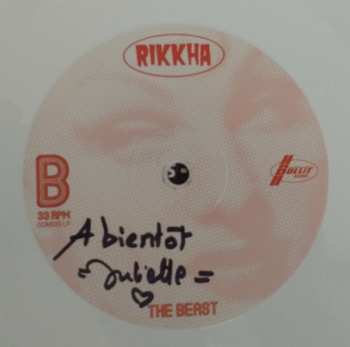 RIKKHA
B
33 RPM
A bientôt
= Juliette =
THE BEAST